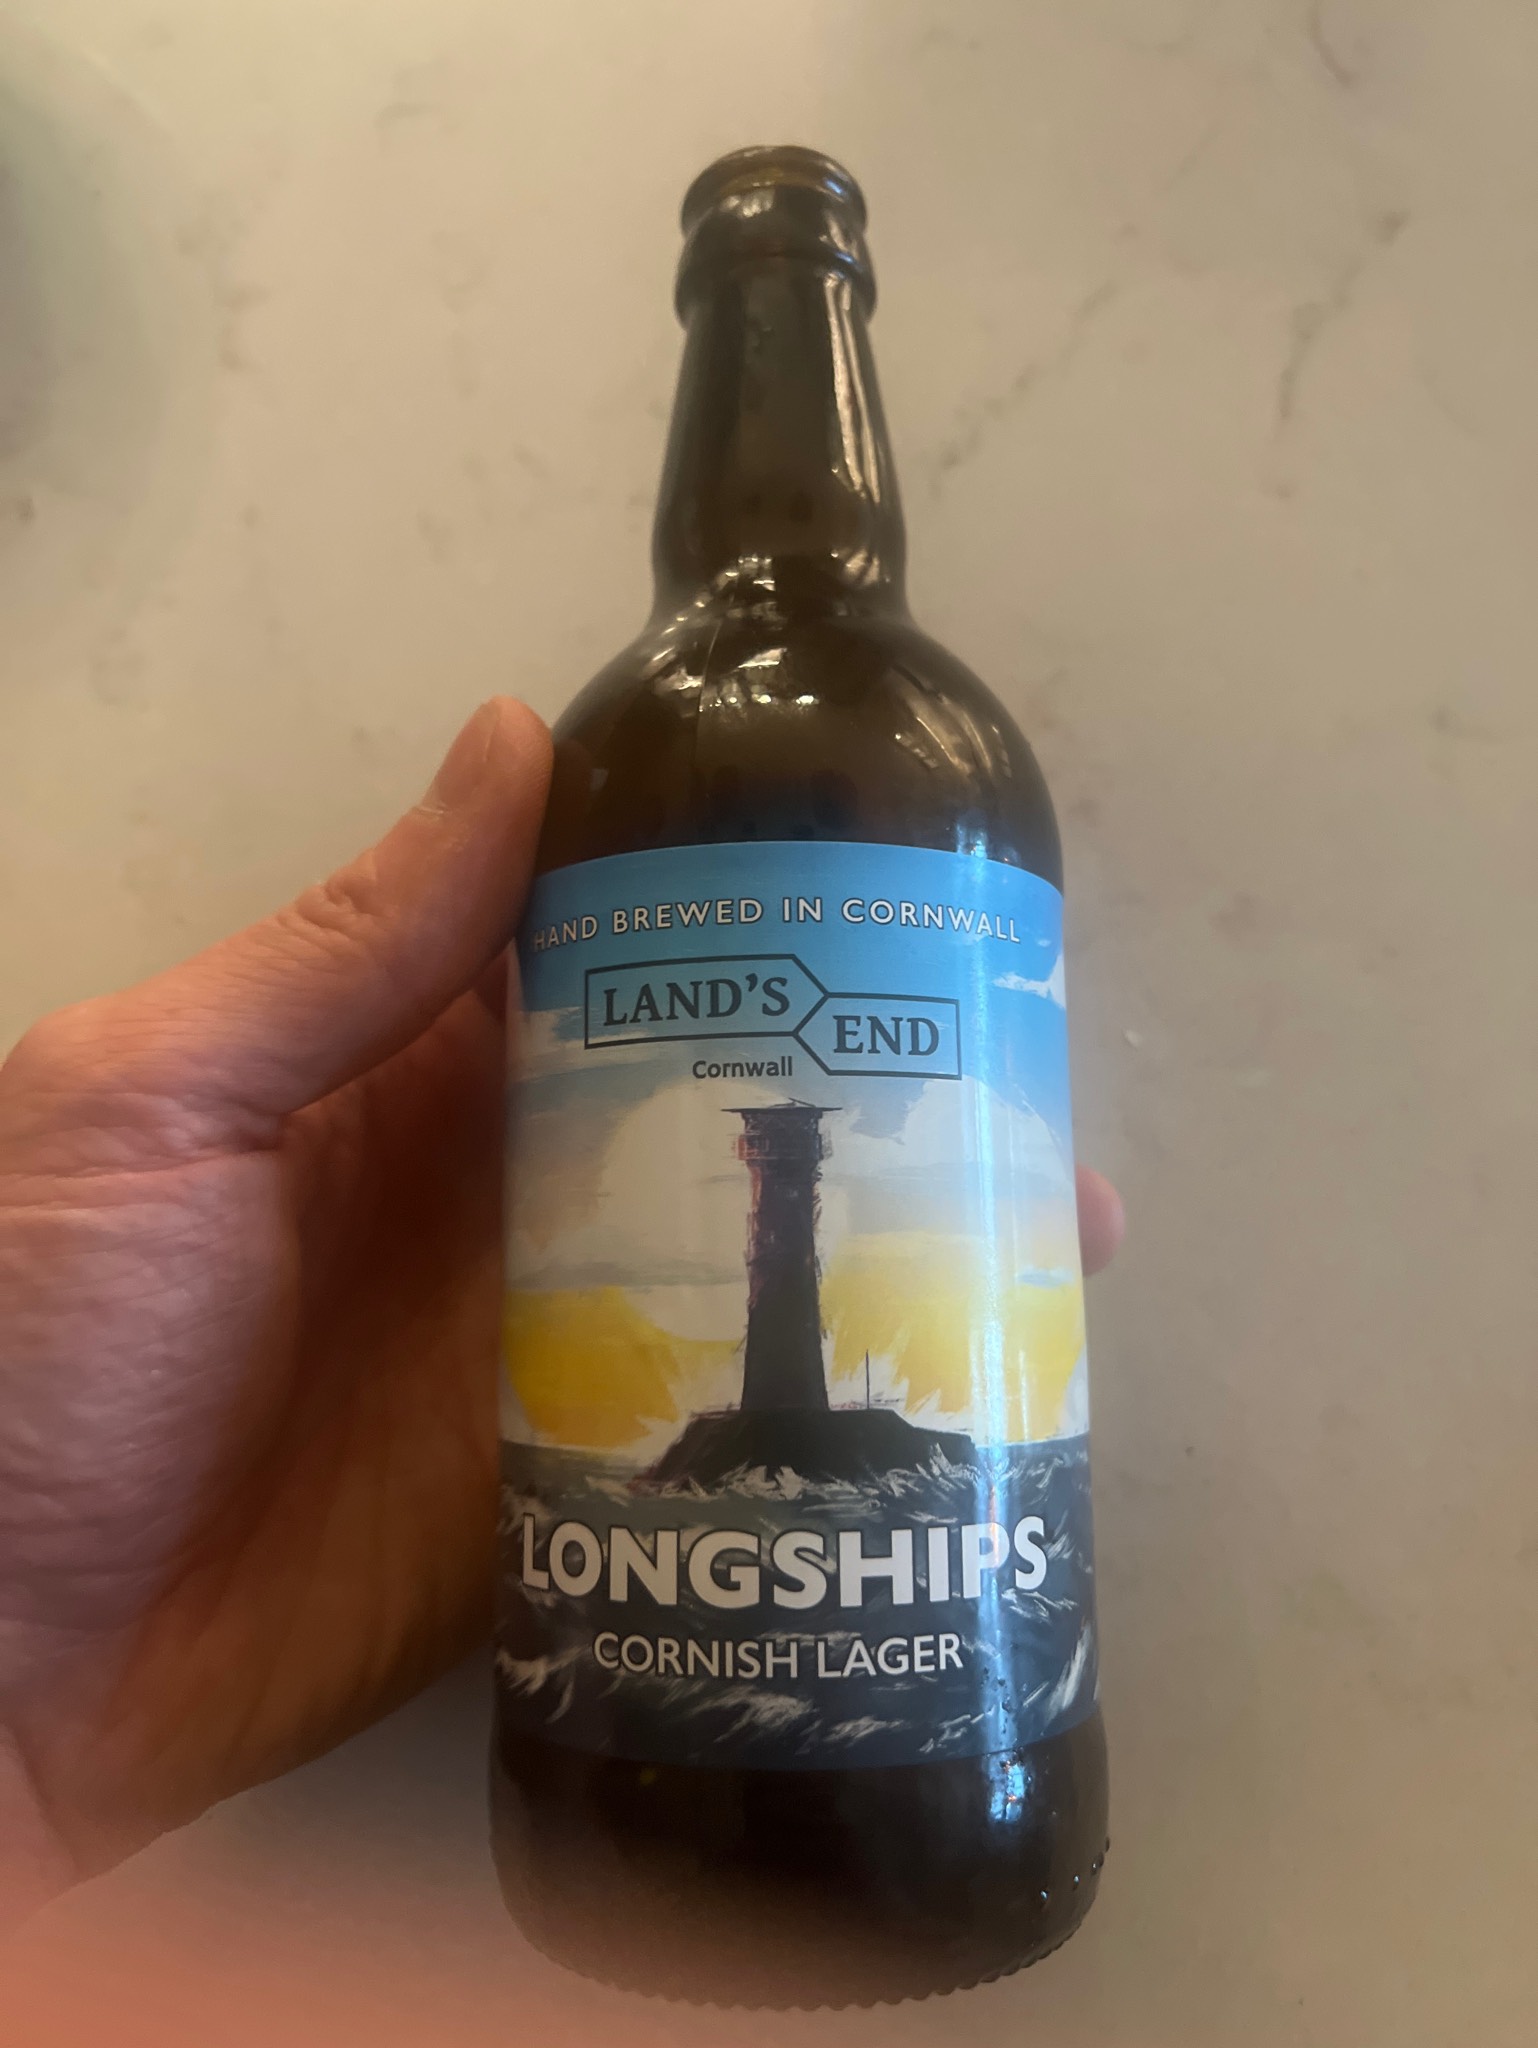 HAND BREWED IN CORNWALL
LAND'S
END
Cornwall
LONGSHIPS
CORNISH LAGER